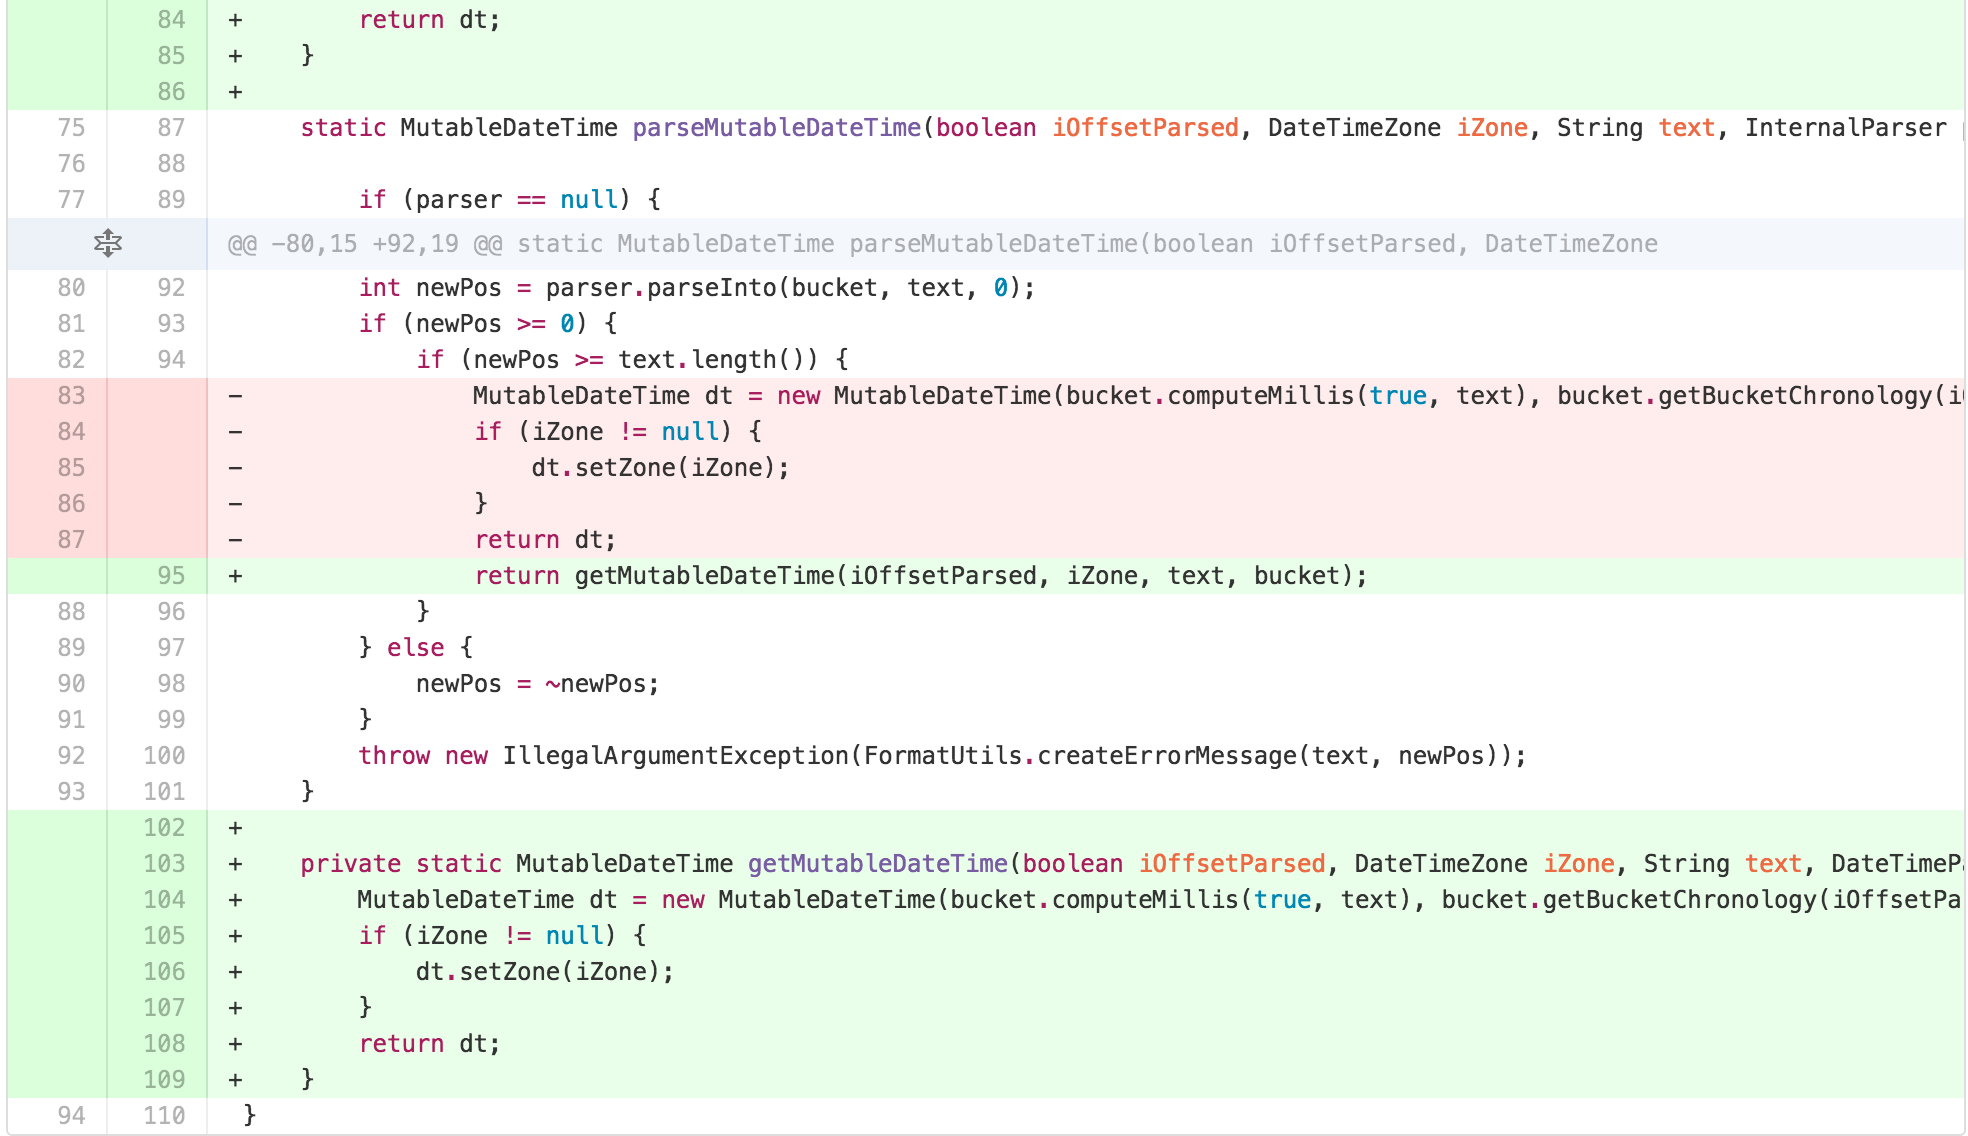 84 + return dt;
85 + }
86 +
75 87 static MutableDateTime parseMutableDateTime(boolean iOffsetParsed, DateTimeZone iZone, String text, InternalParser
76 88
77 89 if (parser == null) {
@@ -80,15 +92,19 @@ static MutableDateTime parseMutableDateTime(boolean iOffsetParsed, DateTimeZone
80 92 int newPos = parser.parseInto(bucket, text, 0);
81 93 if (newPos >= 0) {
82 94 if (newPos >= text.length()) {
83 - MutableDateTime dt = new MutableDateTime(bucket.computeMillis(true, text), bucket.getBucketChronology(i
84 - if (iZone != null) {
85 - dt.setZone(iZone);
86 - }
87 - return dt;
95 + return getMutableDateTime(iOffsetParsed, iZone, text, bucket);
88 96 }
89 97 } else {
90 98 newPos = ~newPos;
91 99 }
92 100 throw new IllegalArgumentException(FormatUtils.createErrorMessage(text, newPos));
93 101 }
102 +
103 + private static MutableDateTime getMutableDateTime(boolean iOffsetParsed, DateTimeZone iZone, String text, DateTimeP
104 + MutableDateTime dt = new MutableDateTime(bucket.computeMillis(true, text), bucket.getBucketChronology(iOffsetPa
105 + if (iZone != null) {
106 + dt.setZone(iZone);
107 + }
108 + return dt;
109 + }
94 110 }